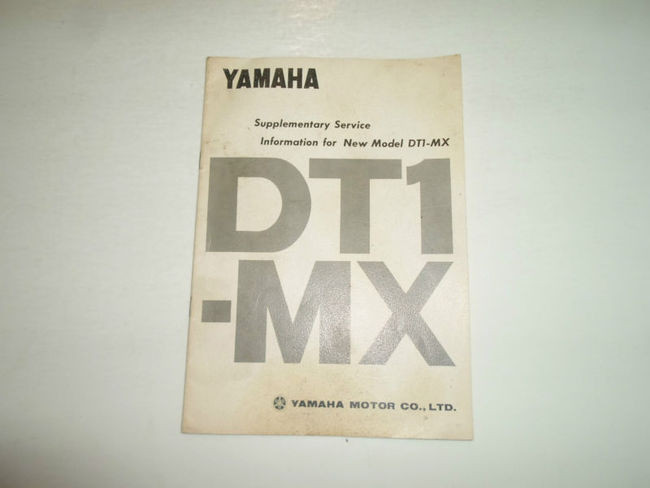 YAMAHA
Supplementary Service
Information for New Model DT1-MX
DT1
-MX
YAMAHA MOTOR CO., LTD.